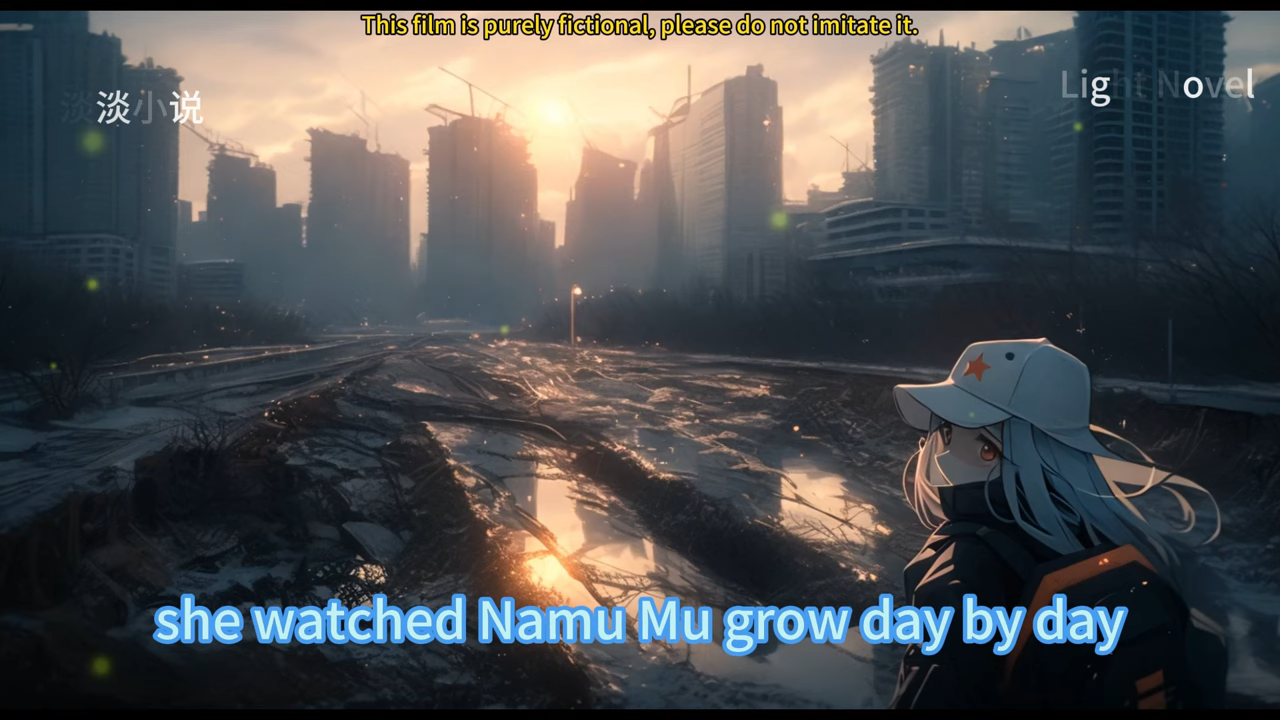 This film is purely fictional, please do not imitate it.
淡淡小说
Light Novel
she watched Namu Mu grow day by day